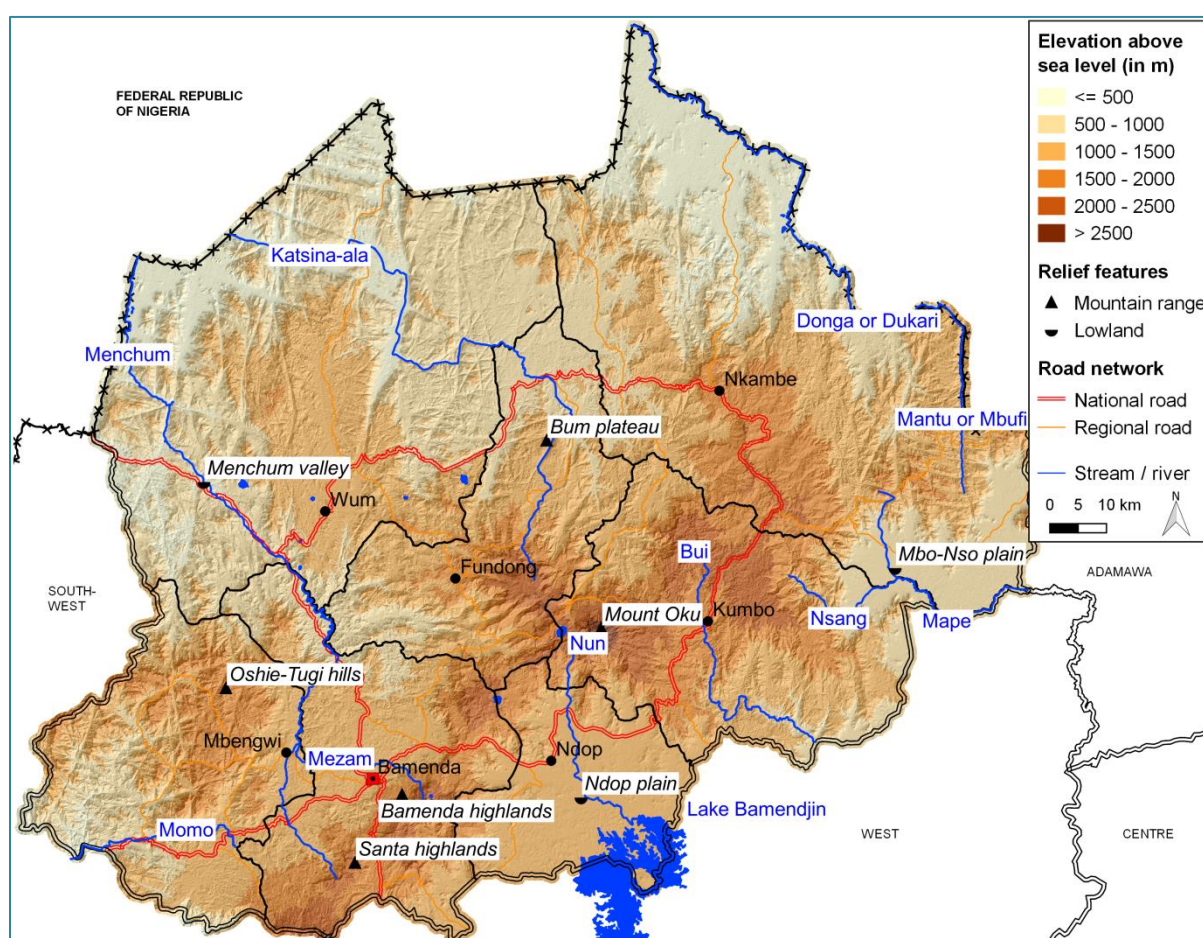 FEDERAL REPUBLIC
OF NIGERIA
Elevation above
sea level (in m)
<= 500
500 - 1000
1000 - 1500
1500 - 2000
2000 - 2500
> 2500
Relief features
Mountain range
Lowland
Road network
National road
Regional road
Stream / river
0 5 10 km
N
Katsina-ala
Donga or Dukari
Menchum
Nkambe
Mantu or Mbufi
Bum plateau
Menchum valley
Wum
Bui
Mbo-Nso plain
Fundong
ADAMAWA
SOUTH-
WEST
Mount Oku
Kumbo
Nsang
Mape
Nun
Oshie-Tugi hills
Mbengwi
Mezam
Ndop
Bamenda
Ndop plain
Bamenda highlands
Lake Bamendjin
Momo
Santa highlands
WEST
CENTRE